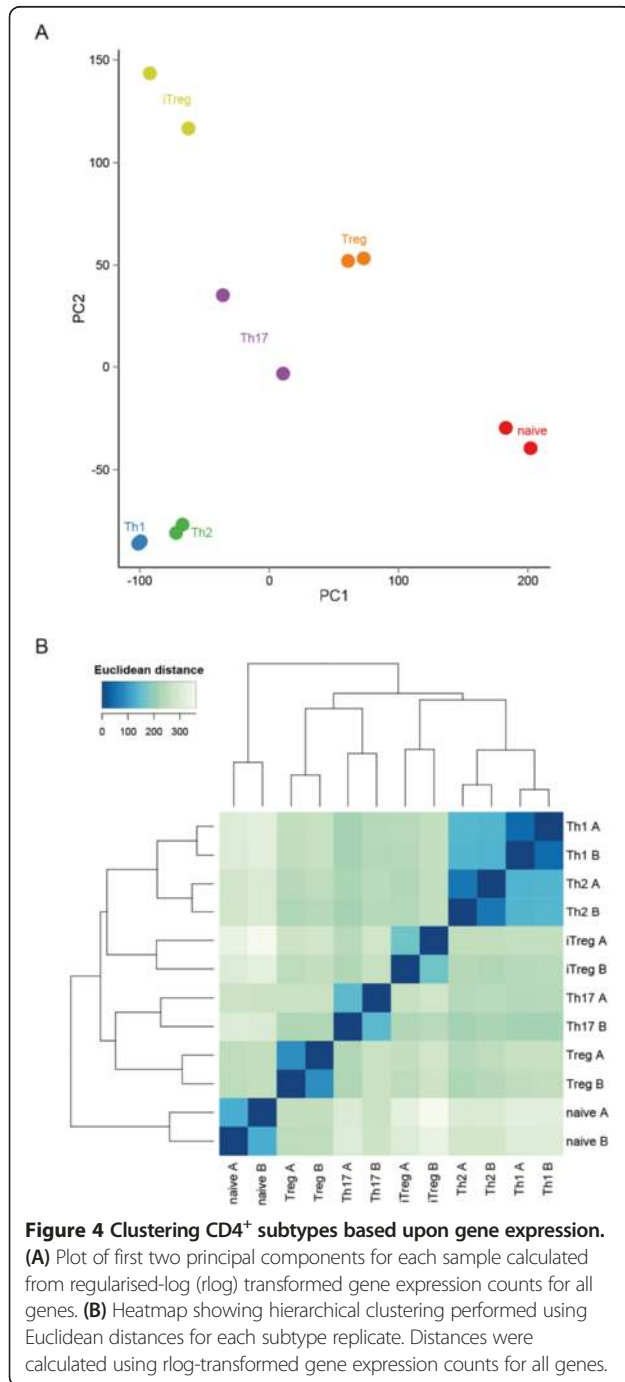 A
150
100
50
0
-50
PC2
iTreg
Treg
Th17
naive
Th1
Th2
-100
0
100
200
PC1
B
Euclidean distance
0 100 200 300
Th1 A
Th1 B
Th2 A
Th2 B
iTreg A
iTreg B
Th17 A
Th17 B
Treg A
Treg B
naive A
naive B
naive A
naive B
Treg A
Treg B
Th17 A
Th17 B
iTreg A
iTreg B
Th2 A
Th2 B
Th1 A
Th1 B
Figure 4 Clustering CD4⁺ subtypes based upon gene expression.
(A) Plot of first two principal components for each sample calculated
from regularised-log (rlog) transformed gene expression counts for all
genes. (B) Heatmap showing hierarchical clustering performed using
Euclidean distances for each subtype replicate. Distances were
calculated using rlog-transformed gene expression counts for all genes.